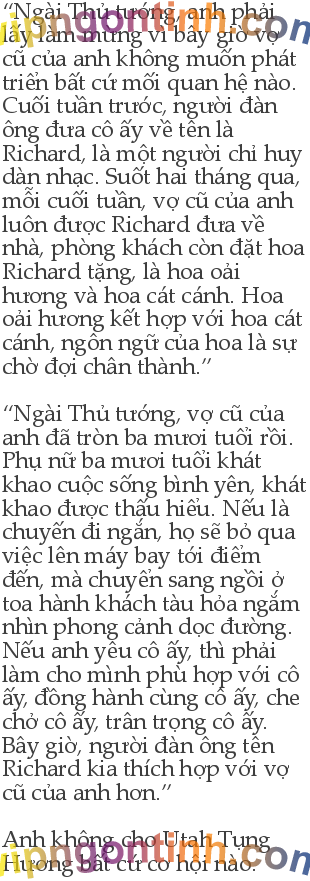 “Ngài Thủ tướng, anh phải
lấy làm mừng vì bây giờ vợ
cũ của anh không muốn phát
triển bất cứ mối quan hệ nào.
Cuối tuần trước, người đàn
ông đưa cô ấy về tên là
Richard, là một người chỉ huy
dàn nhạc. Suốt hai tháng qua,
mỗi cuối tuần, vợ cũ của anh
luôn được Richard đưa về
nhà, phòng khách còn đặt hoa
Richard tặng, là hoa oải
hương và hoa cát cánh. Hoa
oải hương kết hợp với hoa cát
cánh, ngôn ngữ của hoa là sự
chờ đợi chân thành.”
“Ngài Thủ tướng, vợ cũ của
anh đã tròn ba mươi tuổi rồi.
Phụ nữ ba mươi tuổi khát
khao cuộc sống bình yên, khát
khao được thấu hiểu. Nếu là
chuyến đi ngắn, họ sẽ bỏ qua
việc lên máy bay tới điểm
đến, mà chuyển sang ngồi ở
toa hành khách tàu hỏa ngắm
nhìn phong cảnh dọc đường.
Nếu anh yêu cô ấy, thì phải
làm cho mình phù hợp với cô
ấy, đồng hành cùng cô ấy, che
chở cô ấy, trân trọng cô ấy.
Bây giờ, người đàn ông tên
Richard kia thích hợp với vợ
cũ của anh hơn.”
Anh không cho Utah Tụng
Hương bất cứ cơ hội nào.